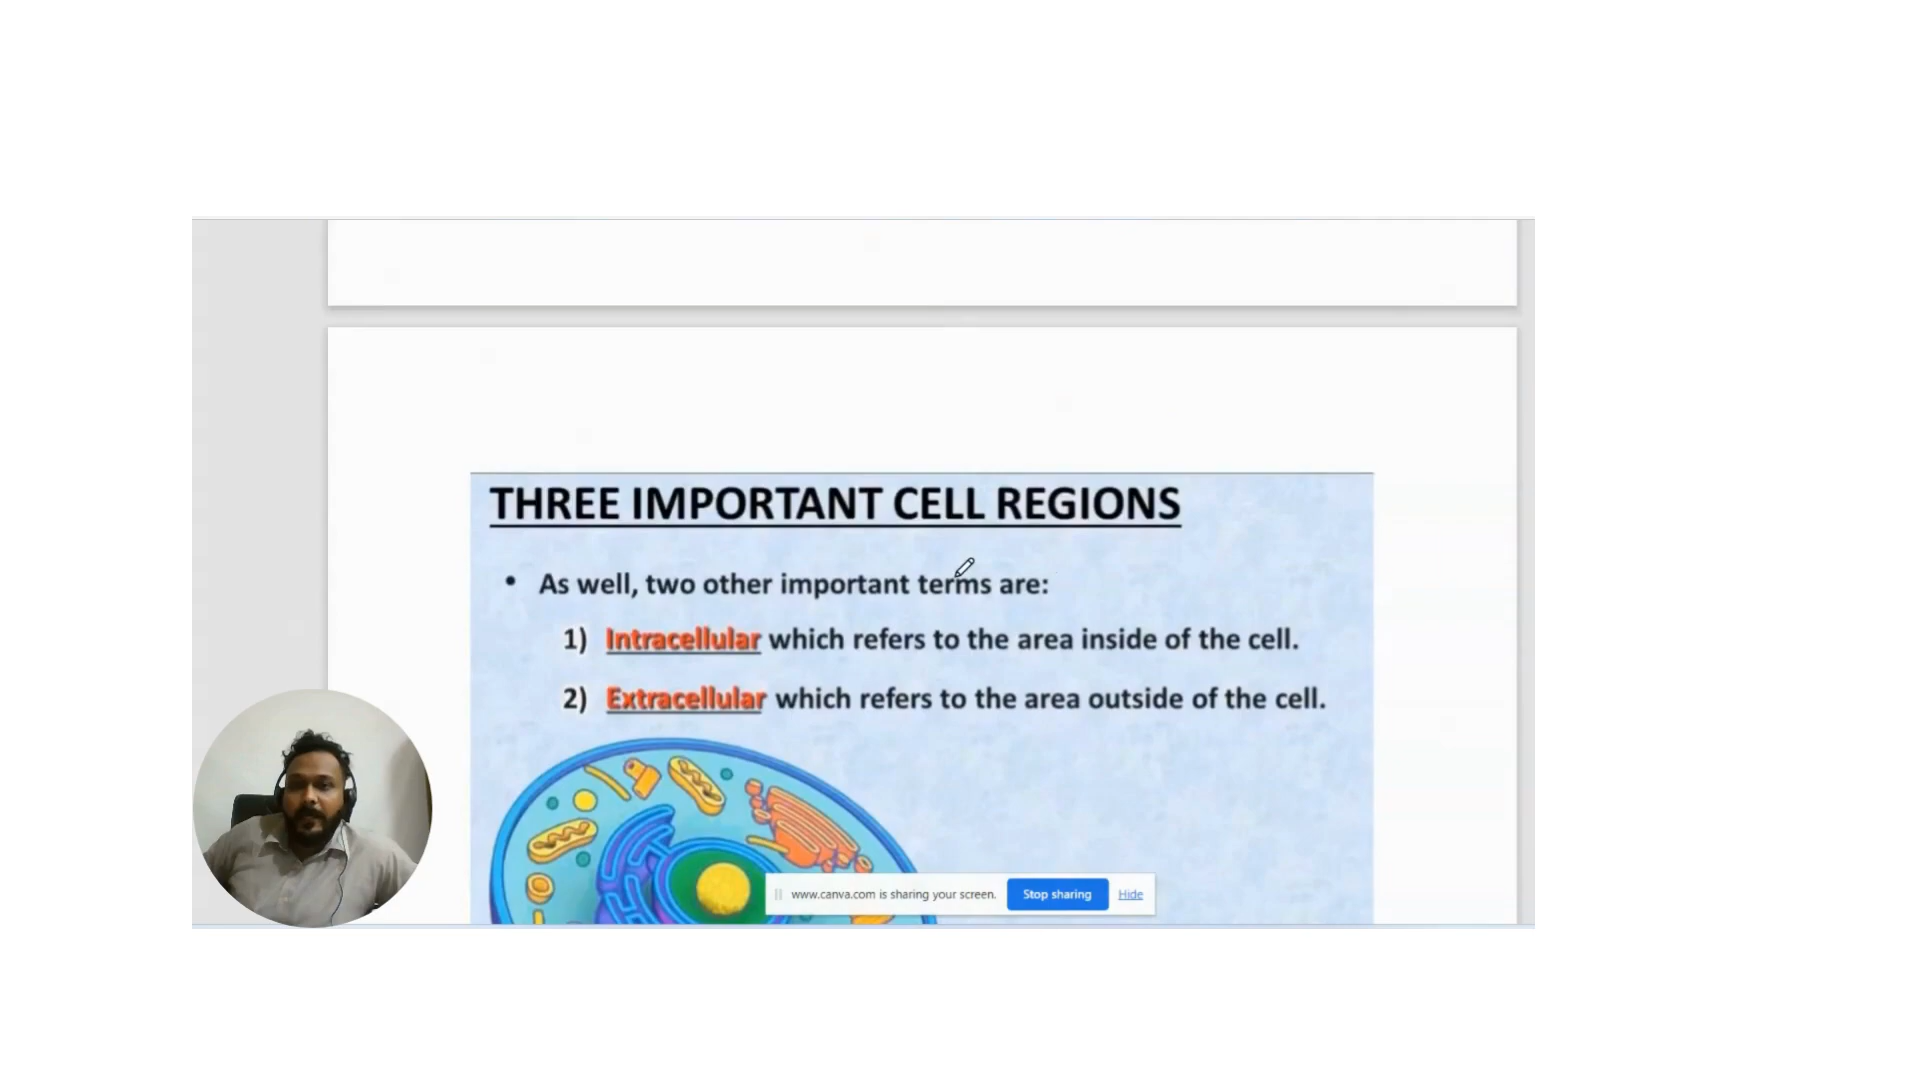 THREE IMPORTANT CELL REGIONS
• As well, two other important terms are:
1) Intracellular which refers to the area inside of the cell.
2) Extracellular which refers to the area outside of the cell.
www.canva.com is sharing your screen. Stop sharing Hide